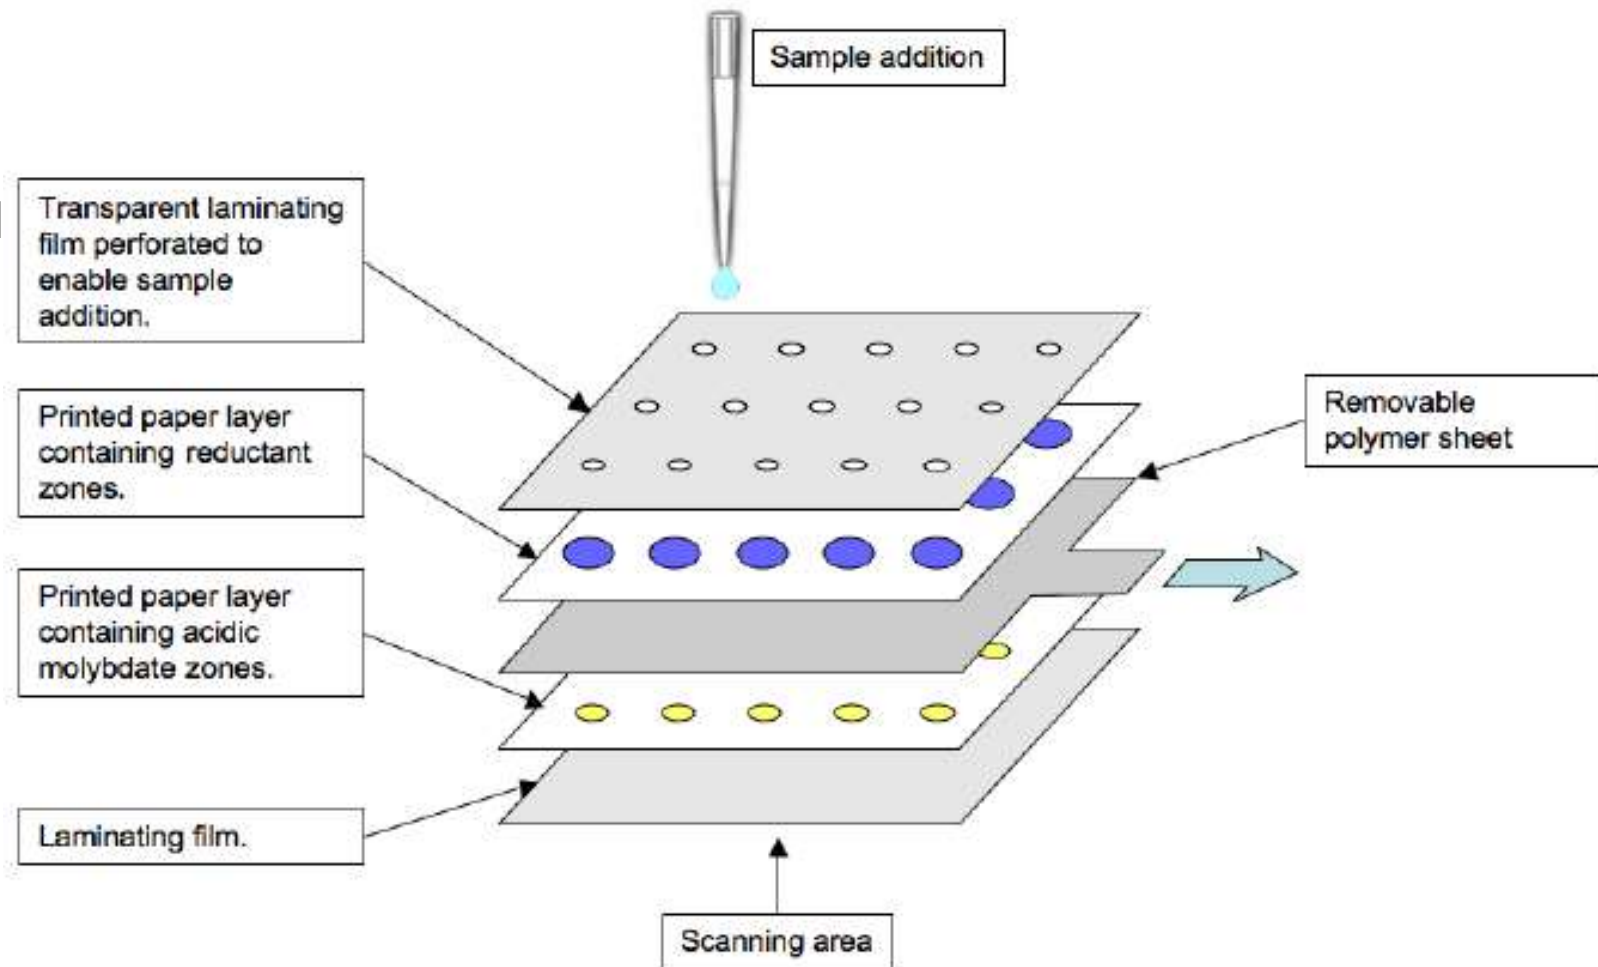 Sample addition
Transparent laminating
film perforated to
enable sample
addition.
Printed paper layer
containing reductant
zones.
Removable
polymer sheet
Printed paper layer
containing acidic
molybdate zones.
Laminating film.
Scanning area